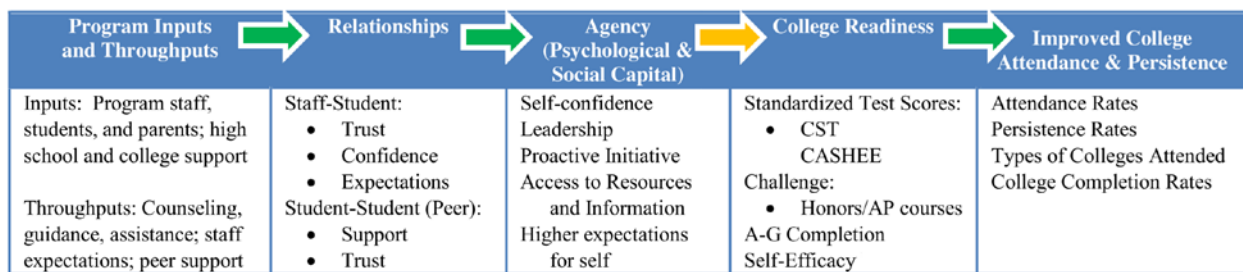 Program Inputs
and Throughputs
Relationships
Agency
(Psychological &
Social Capital)
College Readiness
Improved College
Attendance & Persistence
Inputs: Program staff,
students, and parents; high
school and college support
Throughputs: Counseling,
guidance, assistance; staff
expectations; peer support
Staff-Student:
• Trust
• Confidence
• Expectations
Student-Student (Peer):
• Support
• Trust
Self-confidence
Leadership
Proactive Initiative
Access to Resources
and Information
Higher expectations
for self
Standardized Test Scores:
• CST
CASHEE
Challenge:
• Honors/AP courses
A-G Completion
Self-Efficacy
Attendance Rates
Persistence Rates
Types of Colleges Attended
College Completion Rates